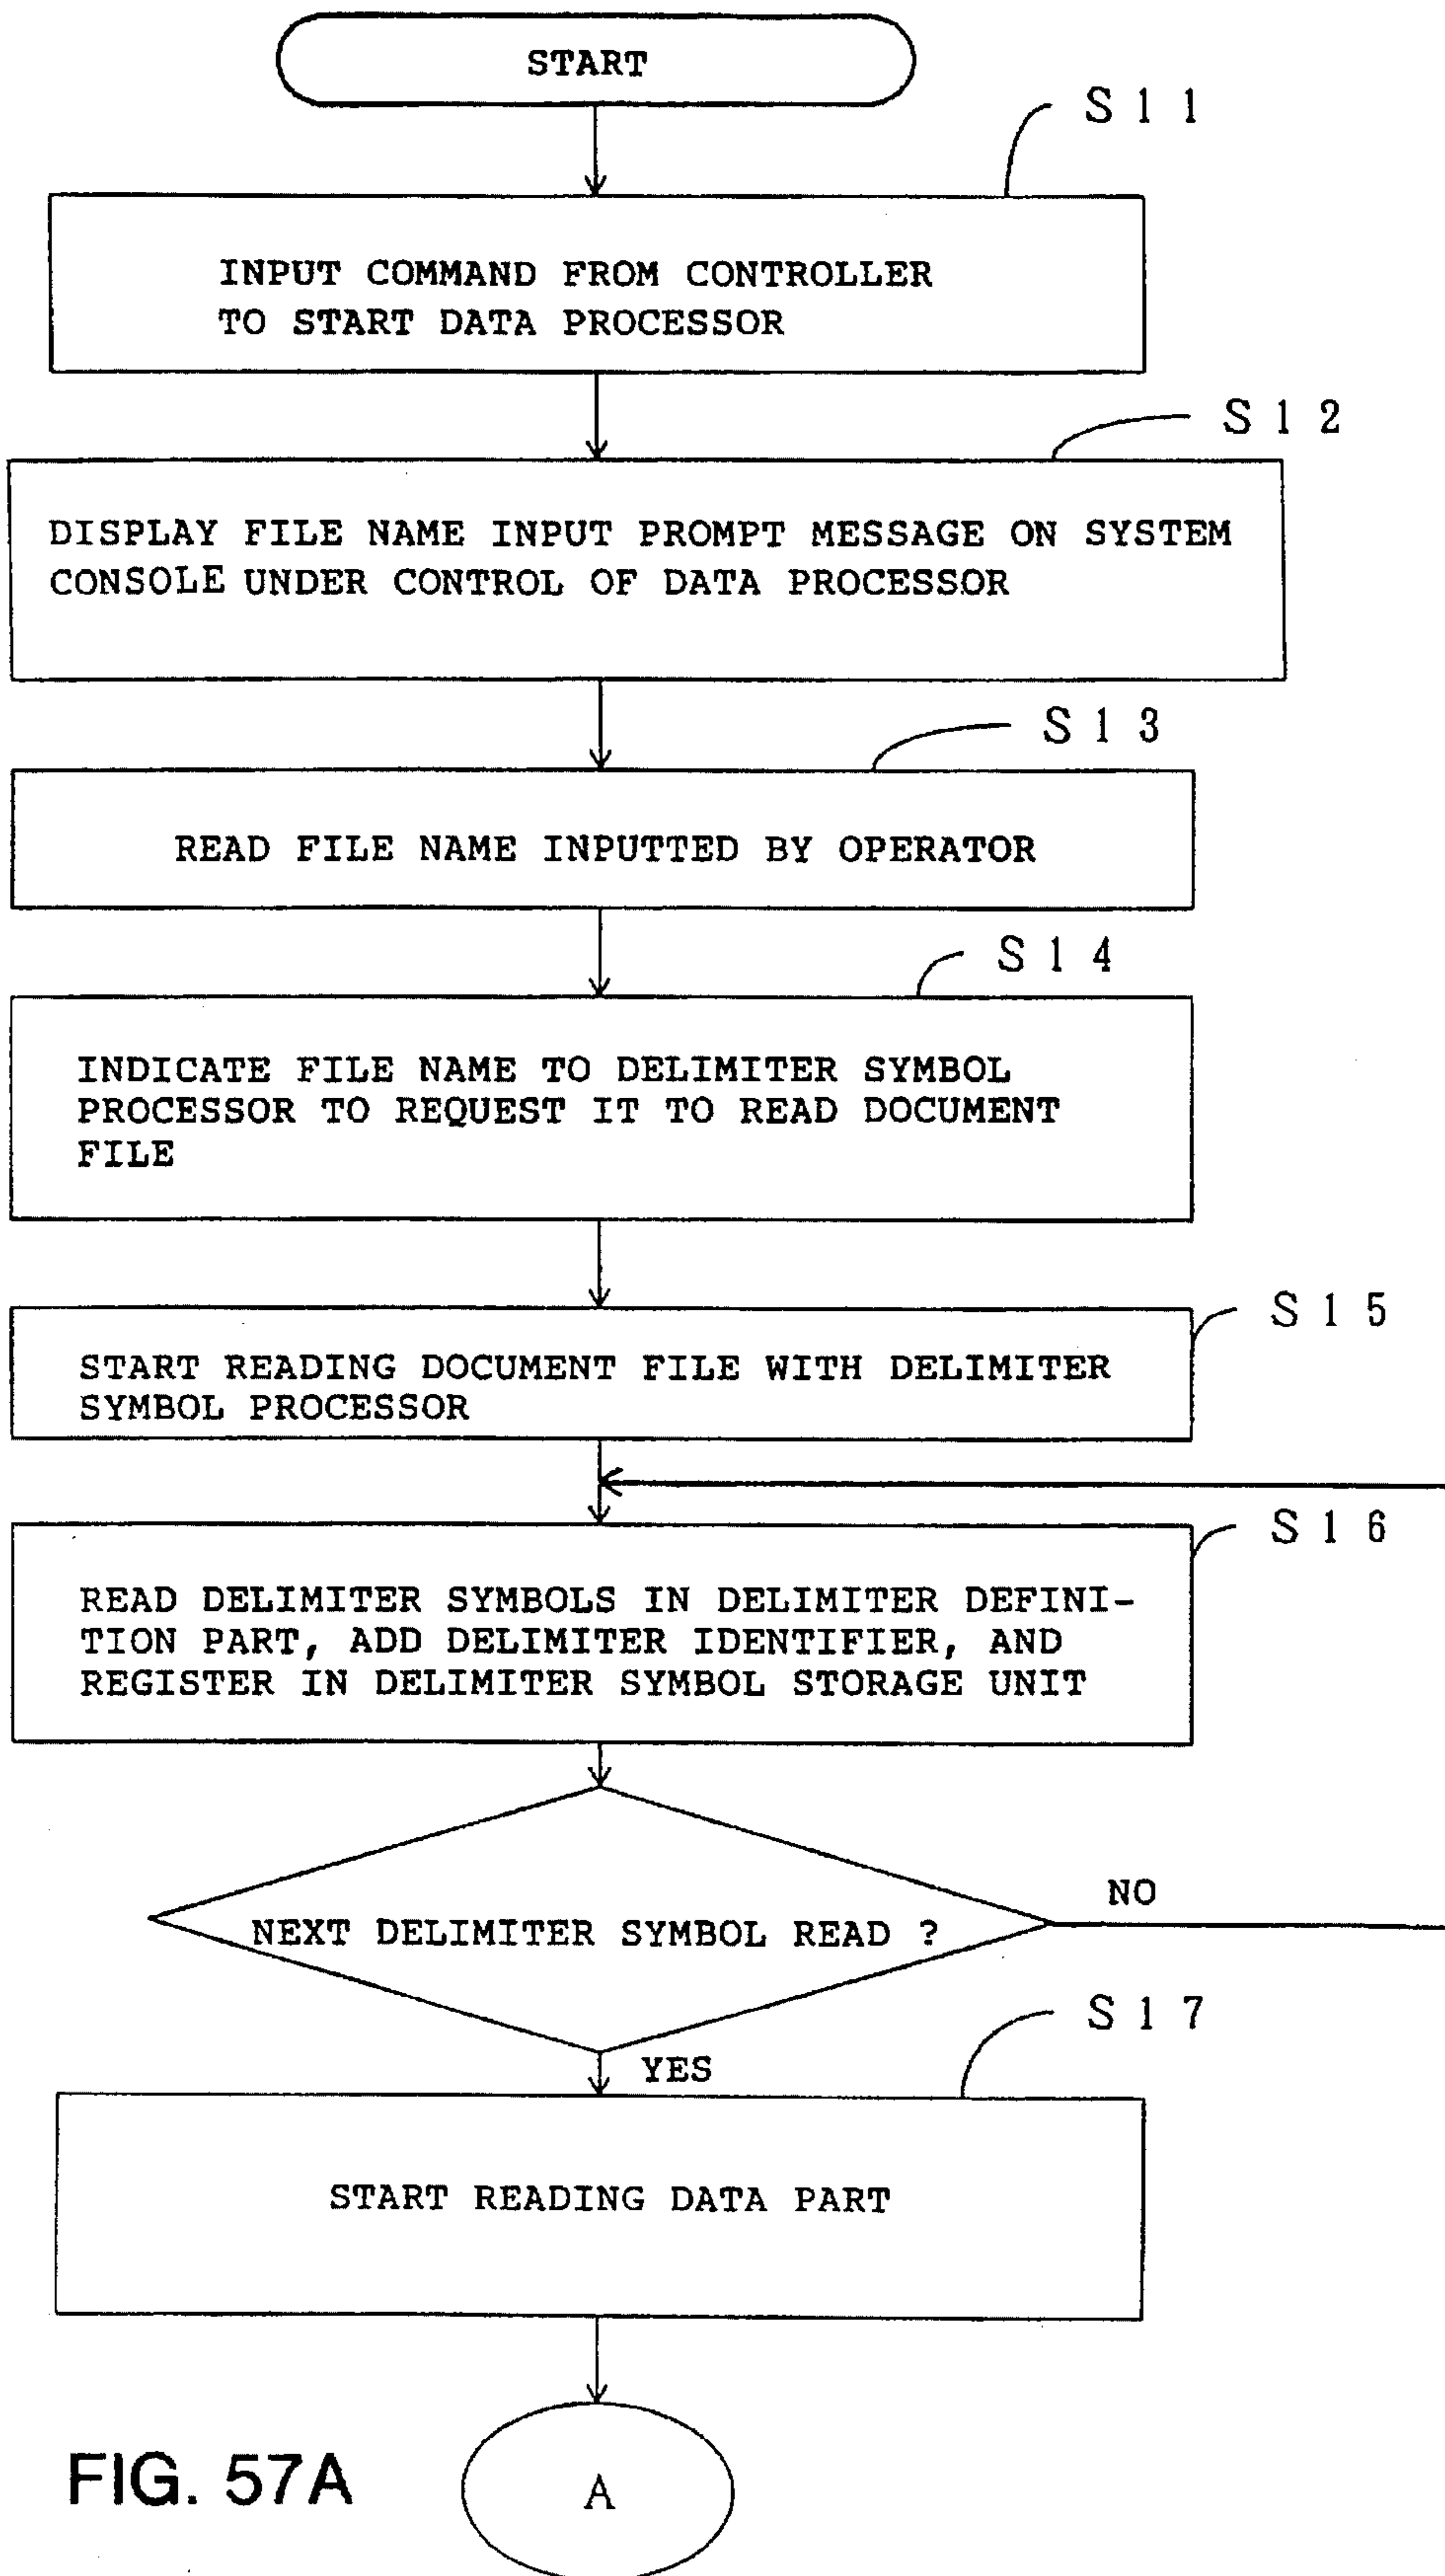 START
S11
INPUT COMMAND FROM CONTROLLER
TO START DATA PROCESSOR
S12
DISPLAY FILE NAME INPUT PROMPT MESSAGE ON SYSTEM
CONSOLE UNDER CONTROL OF DATA PROCESSOR
S13
READ FILE NAME INPUTTED BY OPERATOR
S14
INDICATE FILE NAME TO DELIMITER SYMBOL
PROCESSOR TO REQUEST IT TO READ DOCUMENT
FILE
S15
START READING DOCUMENT FILE WITH DELIMITER
SYMBOL PROCESSOR
S16
READ DELIMITER SYMBOLS IN DELIMITER DEFINI-
TION PART, ADD DELIMITER IDENTIFIER, AND
REGISTER IN DELIMITER SYMBOL STORAGE UNIT
NO
NEXT DELIMITER SYMBOL READ ?
S17
YES
START READING DATA PART
FIG. 57A
A